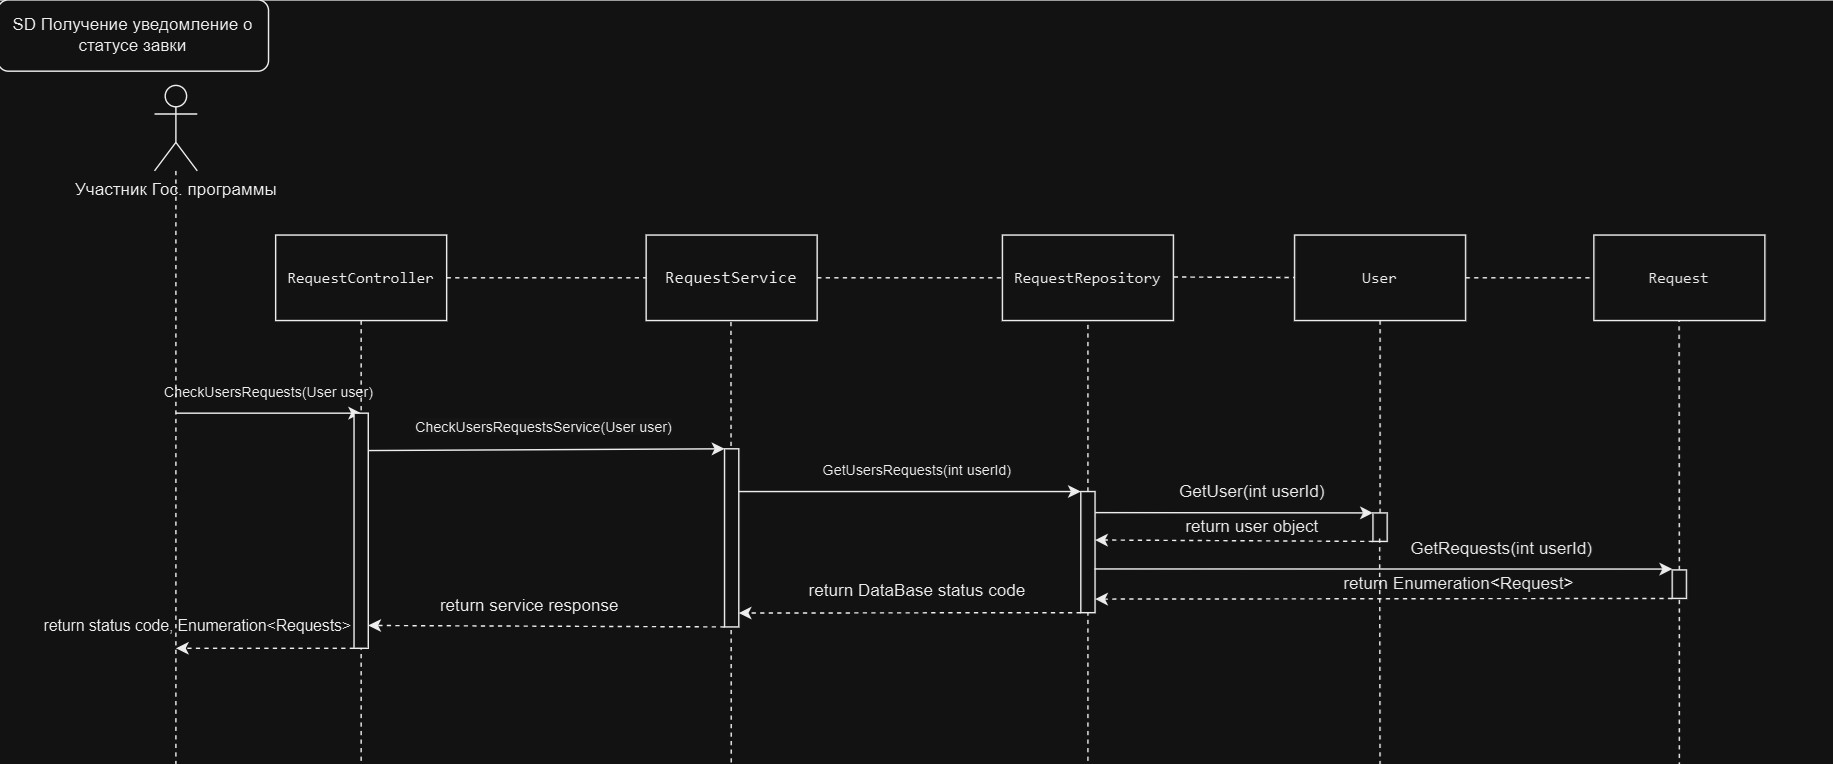 SD Получение уведомление о
статусе завки
Участник Гос. программы
RequestController
RequestService
RequestRepository
User
Request
CheckUsersRequests(User user)
CheckUsersRequestsService(User user)
GetUsersRequests(int userId)
GetUser(int userId)
return user object
GetRequests(int userId)
return Enumeration<Request>
return DataBase status code
return service response
return status code, Enumeration<Requests>